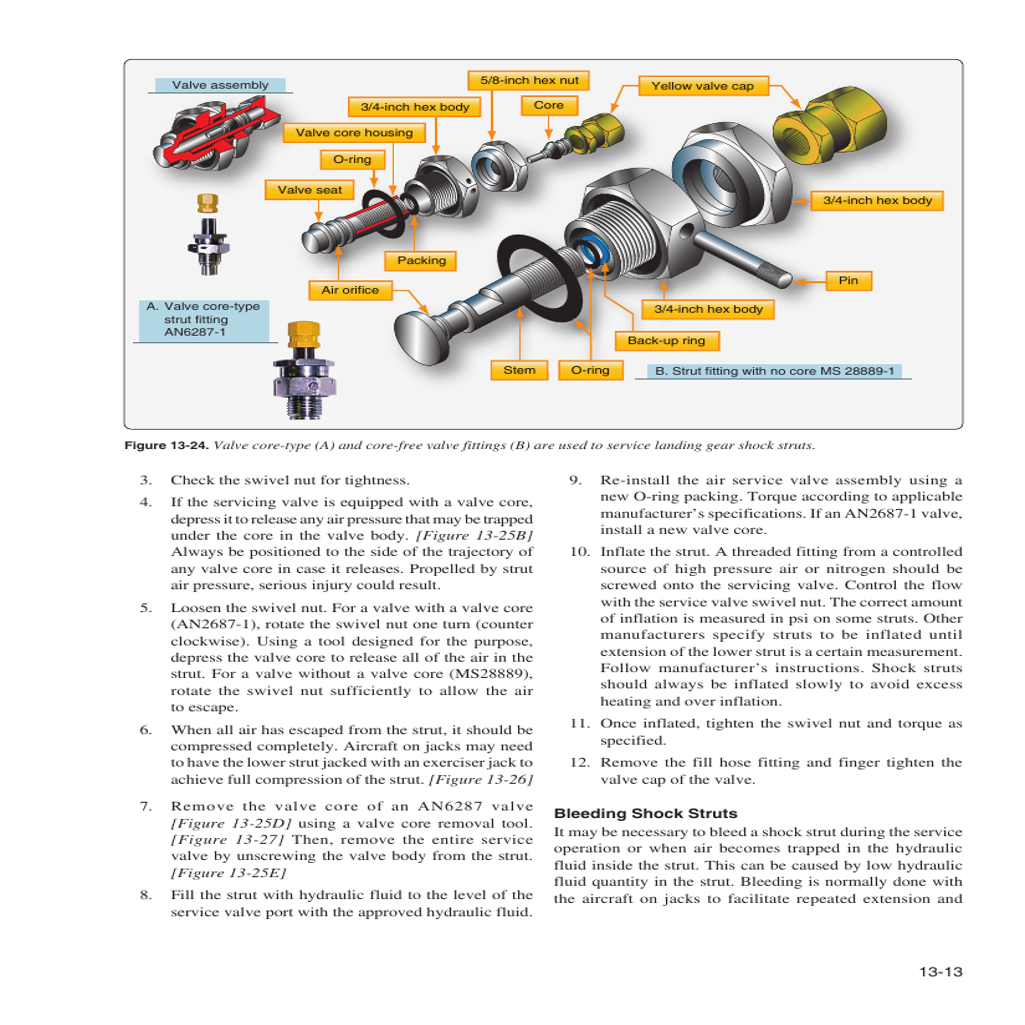 Valve assembly
5/8-inch hex nut
Yellow valve cap
3/4-inch hex body
Core
Valve core housing
O-ring
Valve seat
3/4-inch hex body
Packing
Pin
Air orifice
A. Valve core-type
strut fitting
AN6287-1
3/4-inch hex body
Back-up ring
Stem
O-ring
B. Strut fitting with no core MS 28889-1
Figure 13-24. Valve core-type (A) and core-free valve fittings (B) are used to service landing gear shock struts.
3. Check the swivel nut for tightness.
4. If the servicing valve is equipped with a valve core,
depress it to release any air pressure that may be trapped
under the core in the valve body. [Figure 13-25B]
Always be positioned to the side of the trajectory of
any valve core in case it releases. Propelled by strut
air pressure, serious injury could result.
5. Loosen the swivel nut. For a valve with a valve core
(AN2687-1), rotate the swivel nut one turn (counter
clockwise). Using a tool designed for the purpose,
depress the valve core to release all of the air in the
strut. For a valve without a valve core (MS28889),
rotate the swivel nut sufficiently to allow the air
to escape.
6. When all air has escaped from the strut, it should be
compressed completely. Aircraft on jacks may need
to have the lower strut jacked with an exerciser jack to
achieve full compression of the strut. [Figure 13-26]
7. Remove the valve core of an AN6287 valve
[Figure 13-25D] using a valve core removal tool.
[Figure 13-27] Then, remove the entire service
valve by unscrewing the valve body from the strut.
[Figure 13-25E]
8. Fill the strut with hydraulic fluid to the level of the
service valve port with the approved hydraulic fluid.
9. Re-install the air service valve assembly using a
new O-ring packing. Torque according to applicable
manufacturer's specifications. If an AN2687-1 valve,
install a new valve core.
10. Inflate the strut. A threaded fitting from a controlled
source of high pressure air or nitrogen should be
screwed onto the servicing valve. Control the flow
with the service valve swivel nut. The correct amount
of inflation is measured in psi on some struts. Other
manufacturers specify struts to be inflated until
extension of the lower strut is a certain measurement.
Follow manufacturer's instructions. Shock struts
should always be inflated slowly to avoid excess
heating and over inflation.
11. Once inflated, tighten the swivel nut and torque as
specified.
12. Remove the fill hose fitting and finger tighten the
valve cap of the valve.
Bleeding Shock Struts
It may be necessary to bleed a shock strut during the service
operation or when air becomes trapped in the hydraulic
fluid inside the strut. This can be caused by low hydraulic
fluid quantity in the strut. Bleeding is normally done with
the aircraft on jacks to facilitate repeated extension and
13-13